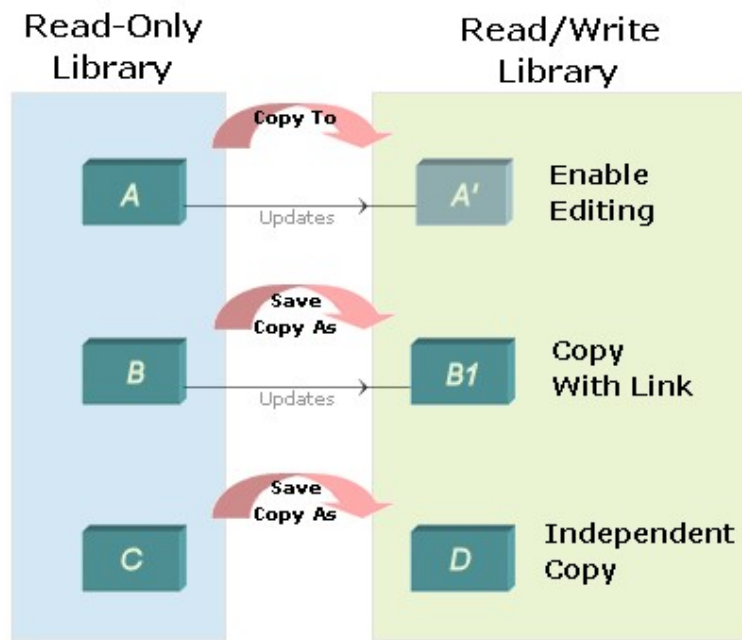 Read-Only
Library
Read/Write
Library
Copy To
A
Updates
A'
Enable
Editing
Save
Copy As
B
Updates
B1
Copy
With Link
Save
Copy As
C
D
Independent
Copy